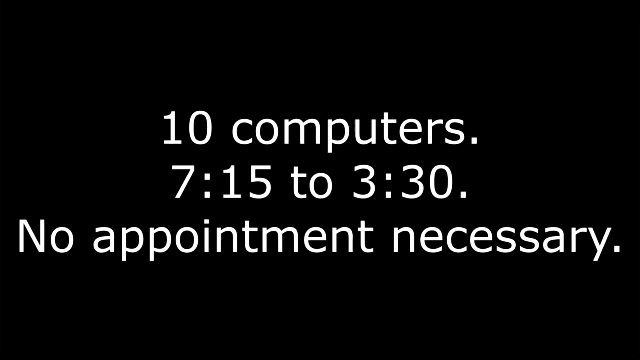 10 computers.
7:15 to 3:30.
No appointment necessary.